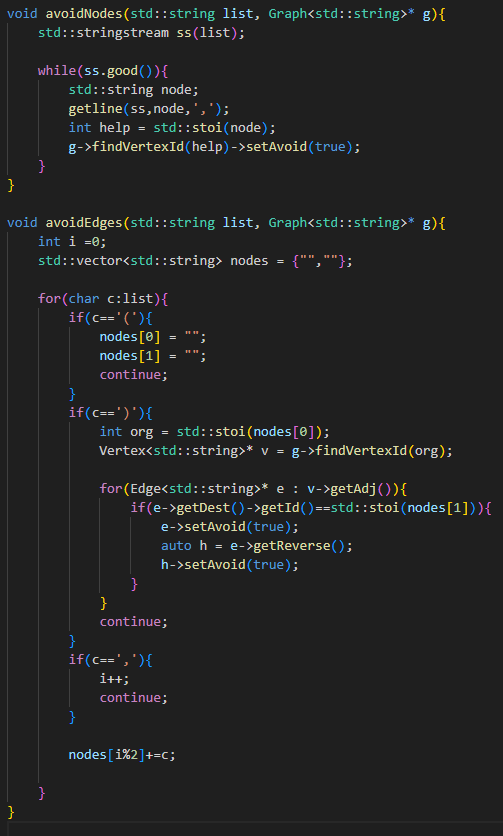 void avoidNodes(std::string list, Graph<std::string>* g){
    std::stringstream ss(list);

    while(ss.good()){
        std::string node;
        getline(ss,node,',');
        int help = std::stoi(node);
        g->findVertexId(help)->setAvoid(true);
    }
}

void avoidEdges(std::string list, Graph<std::string>* g){
    int i =0;
    std::vector<std::string> nodes = {"",""};

    for(char c:list){
        if(c=='('){
            nodes[0] = "";
            nodes[1] = "";
            continue;
        }
        if(c==')'){
            int org = std::stoi(nodes[0]);
            Vertex<std::string>* v = g->findVertexId(org);

            for(Edge<std::string>* e : v->getAdj()){
                if(e->getDest()->getId()==std::stoi(nodes[1])){
                    e->setAvoid(true);
                    auto h = e->getReverse();
                    h->setAvoid(true);
                }
            }
            continue;
        }
        if(c==','){
            i++;
            continue;
        }

        nodes[i%2]+=c;

    }
}